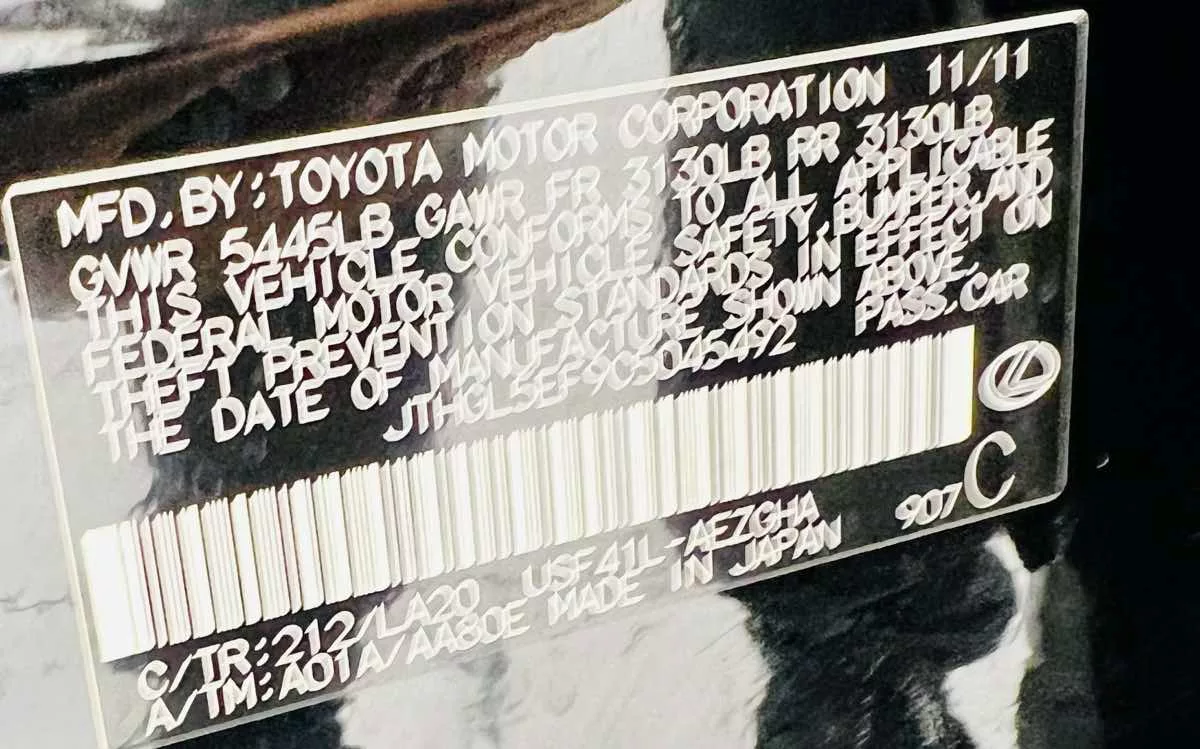 MFD. BY: TOYOTA MOTOR CORPORATION 11/11
GVWR 5445LB GAWR FR 3130LB RR 3130LB
THIS VEHICLE CONFORMS TO ALL APPLICABLE
FEDERAL MOTOR VEHICLE SAFETY, BUMPER, AND
THEFT PREVENTION STANDARDS IN EFFECT ON
THE DATE OF MANUFACTURE SHOWN ABOVE.
JTHGL5EF9C5045492 PASS. CAR
C/TR:212/LA20 USF41L-AEZGHA 907 C
A/TM:A01A/AA80E MADE IN JAPAN